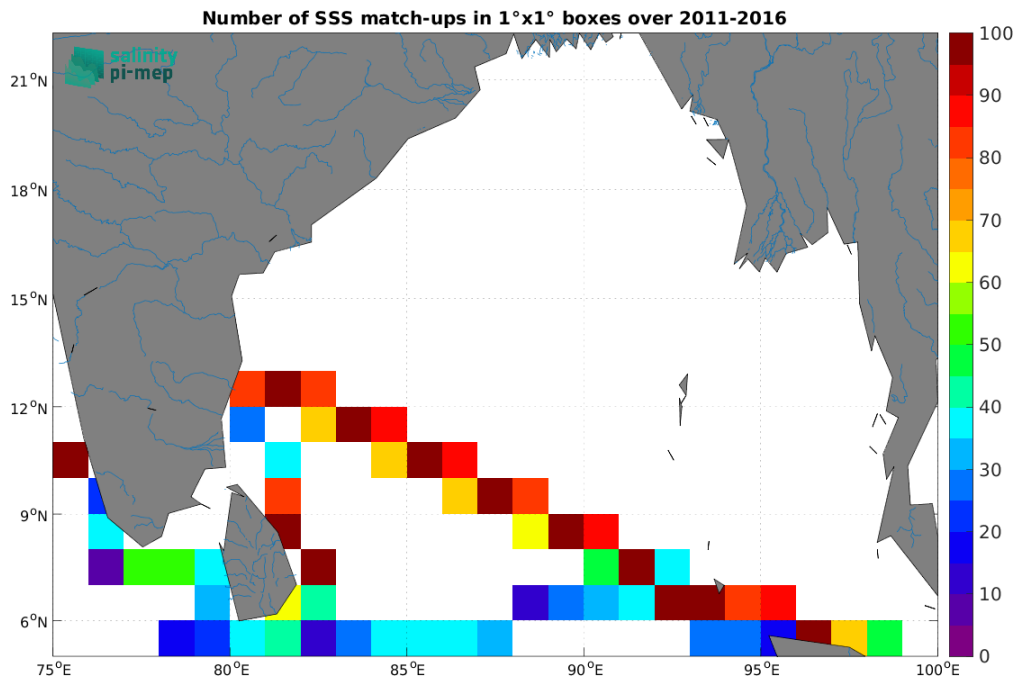 Number of SSS match-ups in 1°x1° boxes over 2011-2016
salinity
pi-mep
21°N
18°N
15°N
12°N
9°N
6°N
75°E
80°E
85°E
90°E
95°E
100°E
100
90
80
70
60
50
40
30
20
10
0